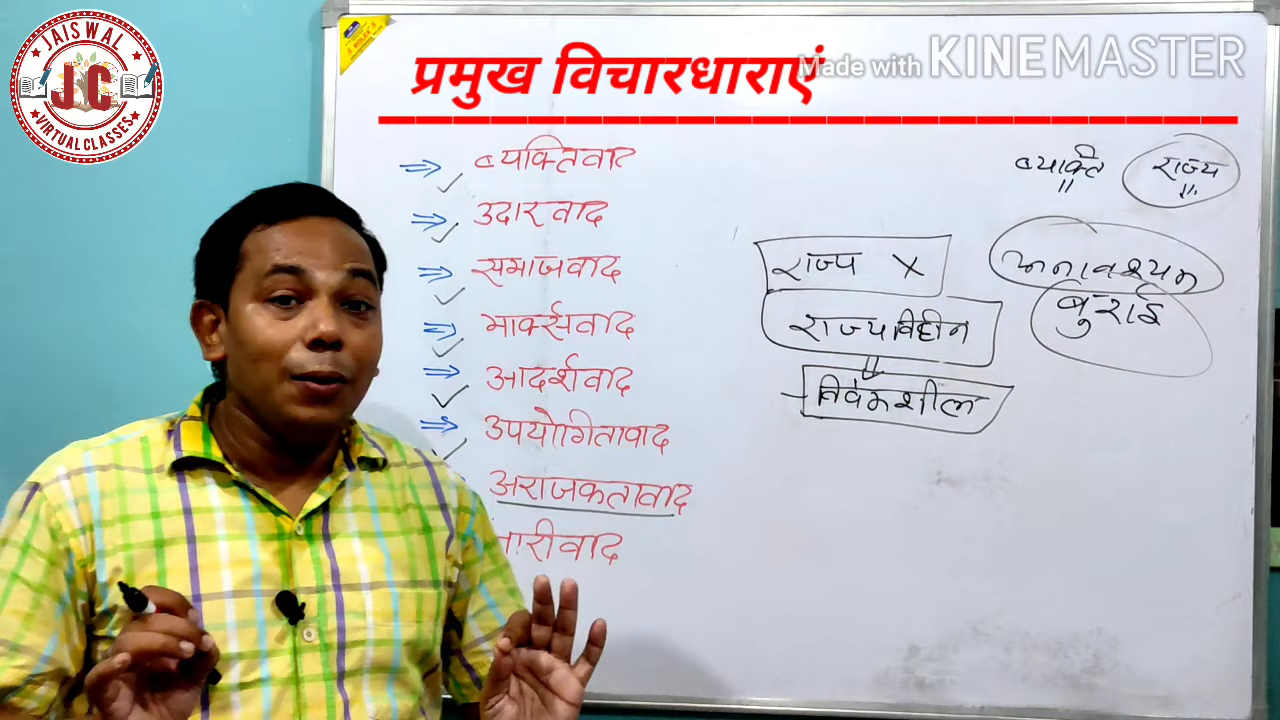 JAISWAL
JC
VIRTUAL CLASSES
Made with KINEMASTER
प्रमुख विचारधाराएं
व्यक्तिवाद
उदारवाद
समाजवाद
मार्क्सवाद
आदर्शवाद
उपयोगितावाद
अराजकतावाद
नारीवाद
व्यक्ति राज्य
राज्य X
अनावश्यक
बुराई
राज्यविहीन
विवेकशील